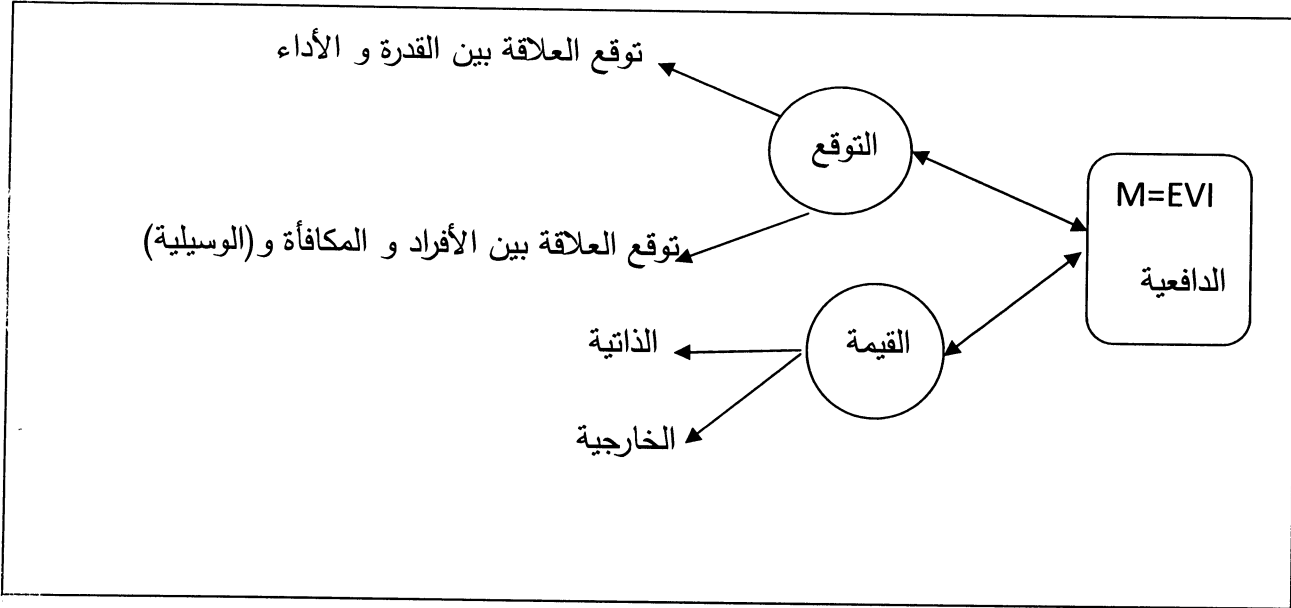 توقع العلاقة بين القدرة و الأداء
التوقع
M=EVI
الدافعية
توقع العلاقة بين الأفراد و المكافأة و(الوسيلية)
القيمة
الذاتية
الخارجية